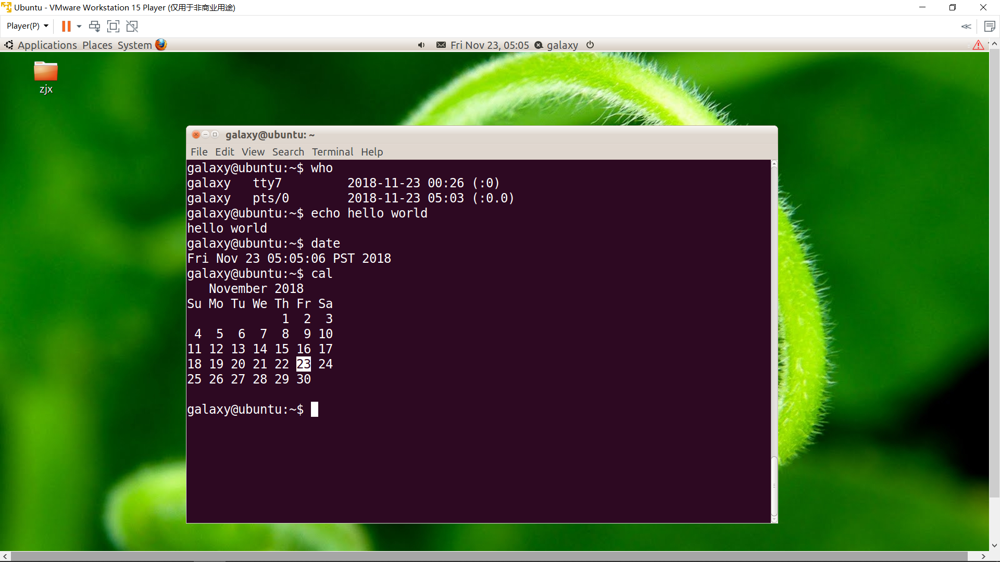 Ubuntu - VMware Workstation 15 Player (仅用于非商业用途)
Player(P)
Applications Places System
Fri Nov 23, 05:05 galaxy
zjx
galaxy@ubuntu: ~
File Edit View Search Terminal Help
galaxy@ubuntu:~$ who
galaxy   tty7         2018-11-23 00:26 (:0)
galaxy   pts/0        2018-11-23 05:03 (:0.0)
galaxy@ubuntu:~$ echo hello world
hello world
galaxy@ubuntu:~$ date
Fri Nov 23 05:05:06 PST 2018
galaxy@ubuntu:~$ cal
   November 2018
Su Mo Tu We Th Fr Sa
             1  2  3
 4  5  6  7  8  9 10
11 12 13 14 15 16 17
18 19 20 21 22 23 24
25 26 27 28 29 30
galaxy@ubuntu:~$